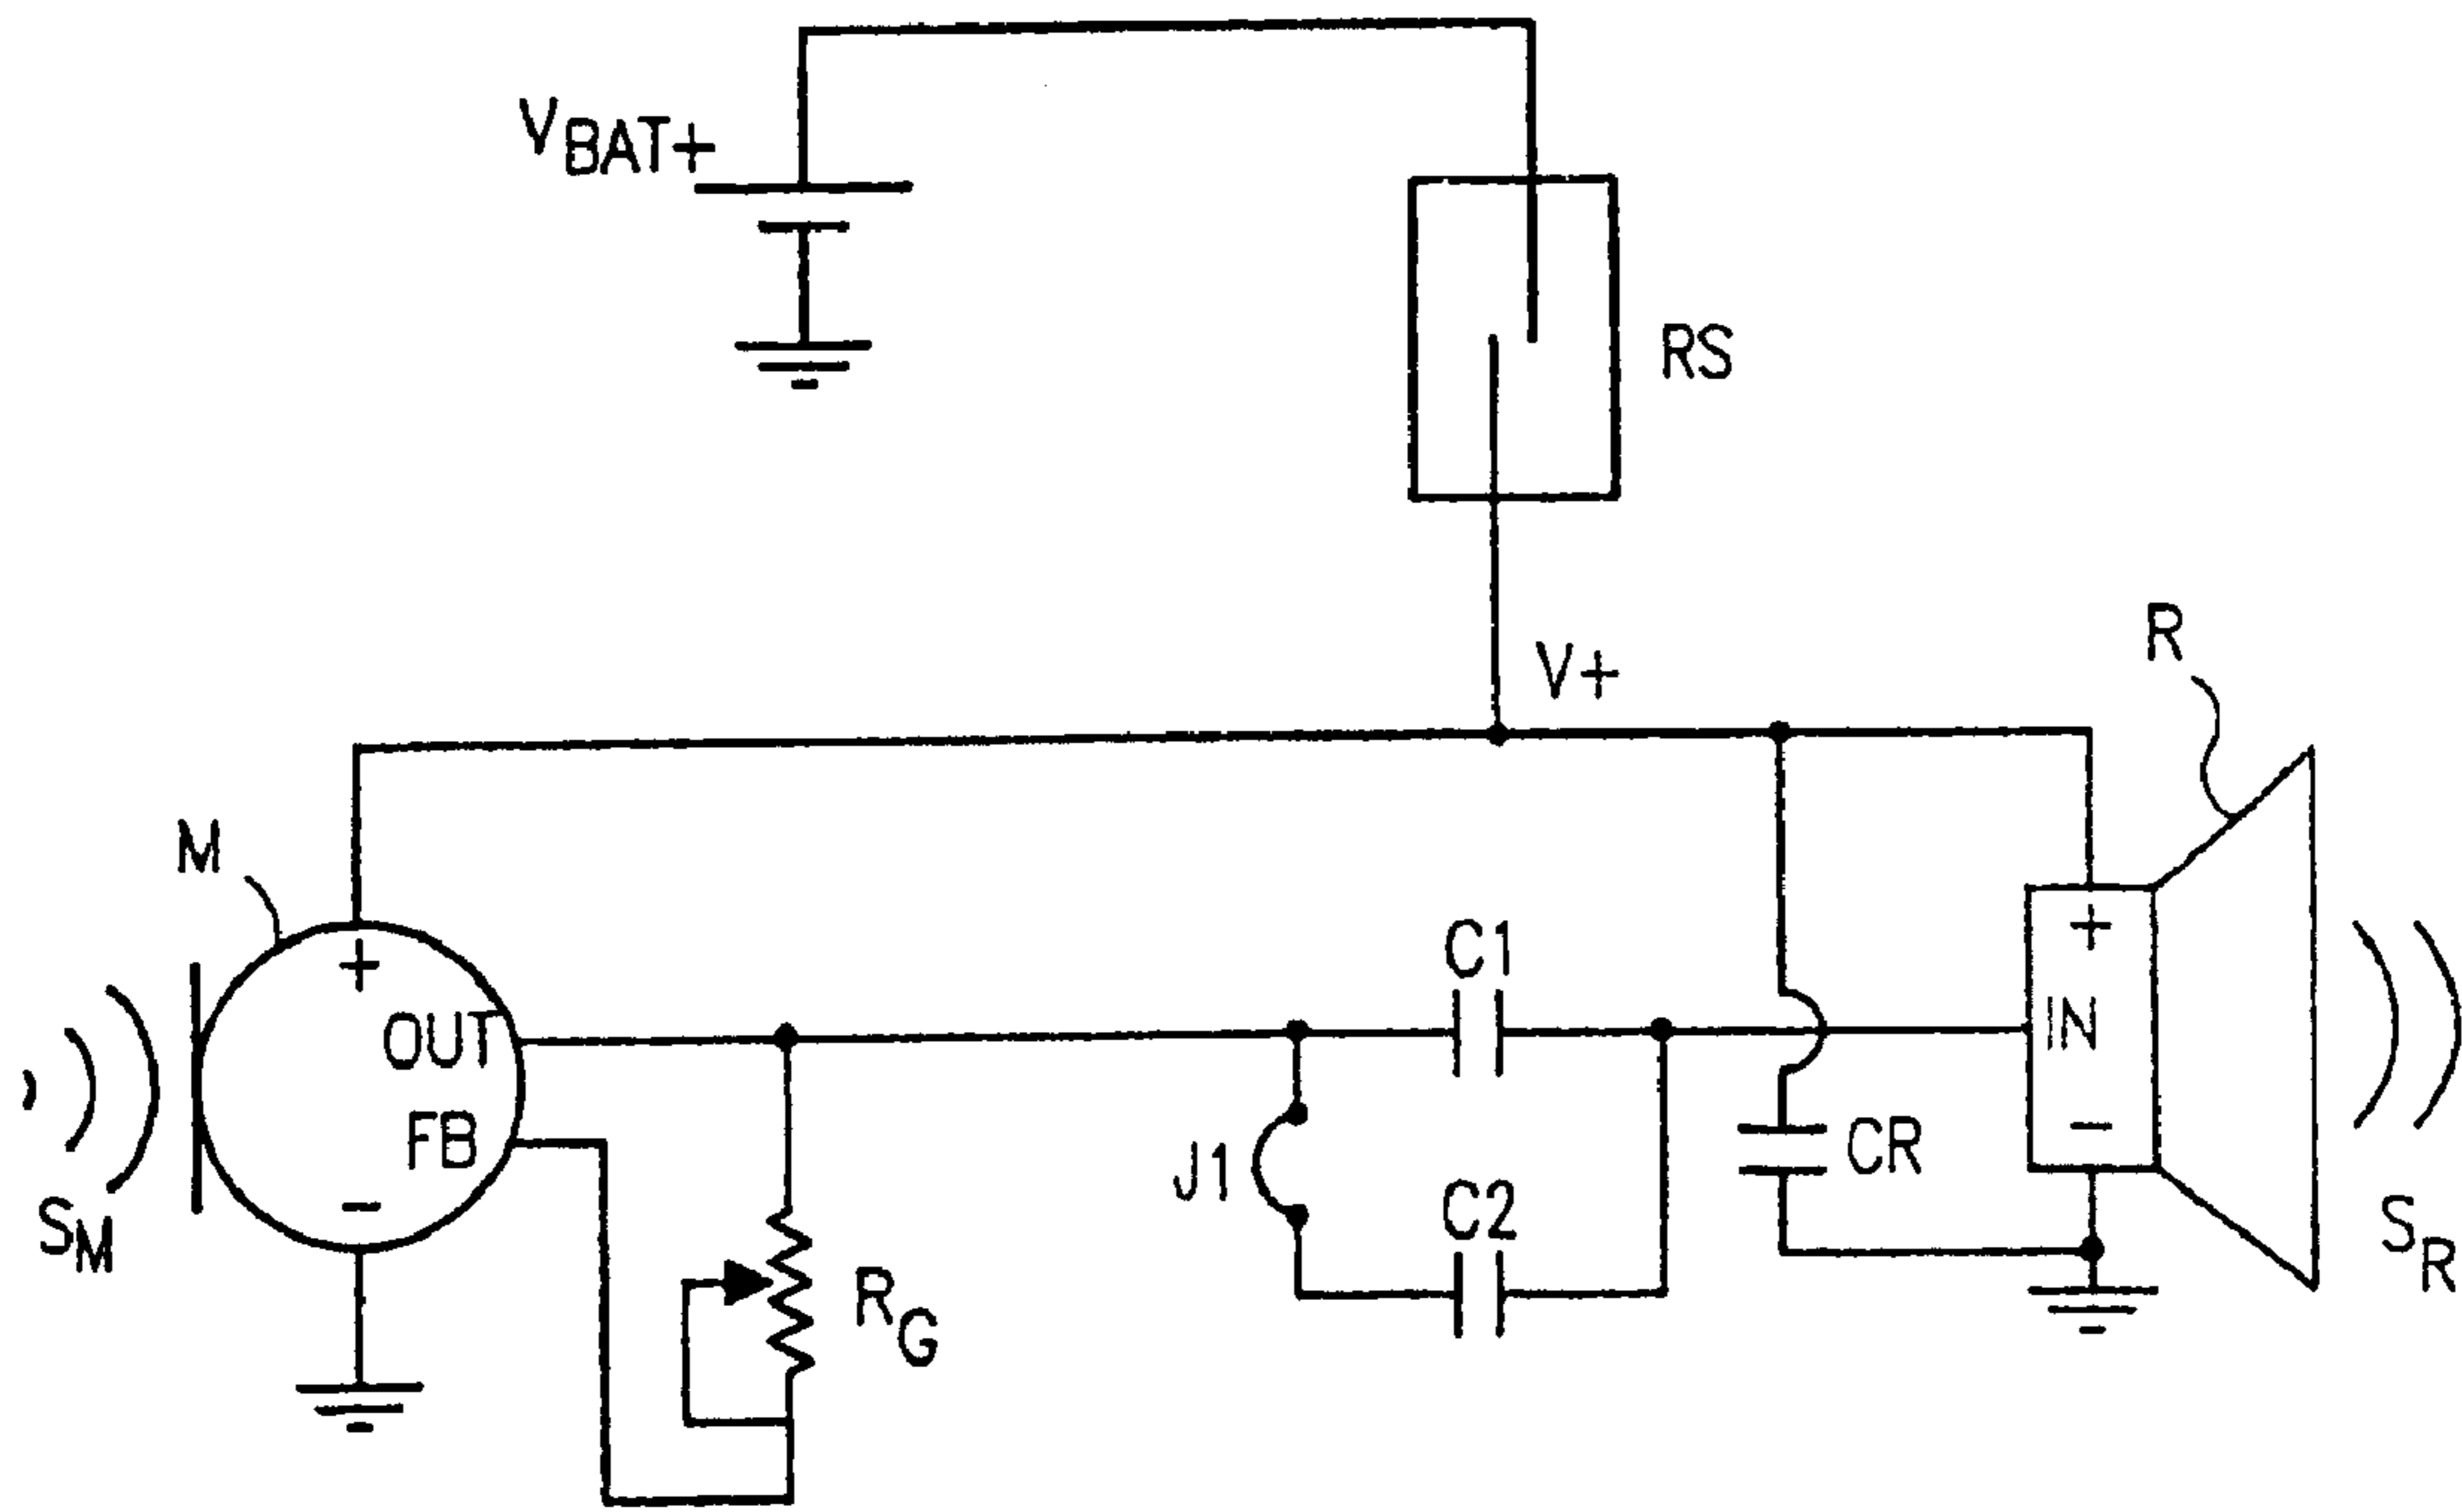 VBAT+
RS
V+
R
M
+
OUT
FB
−
SM
RG
J1
C1
C2
CR
+
IN
−
SR